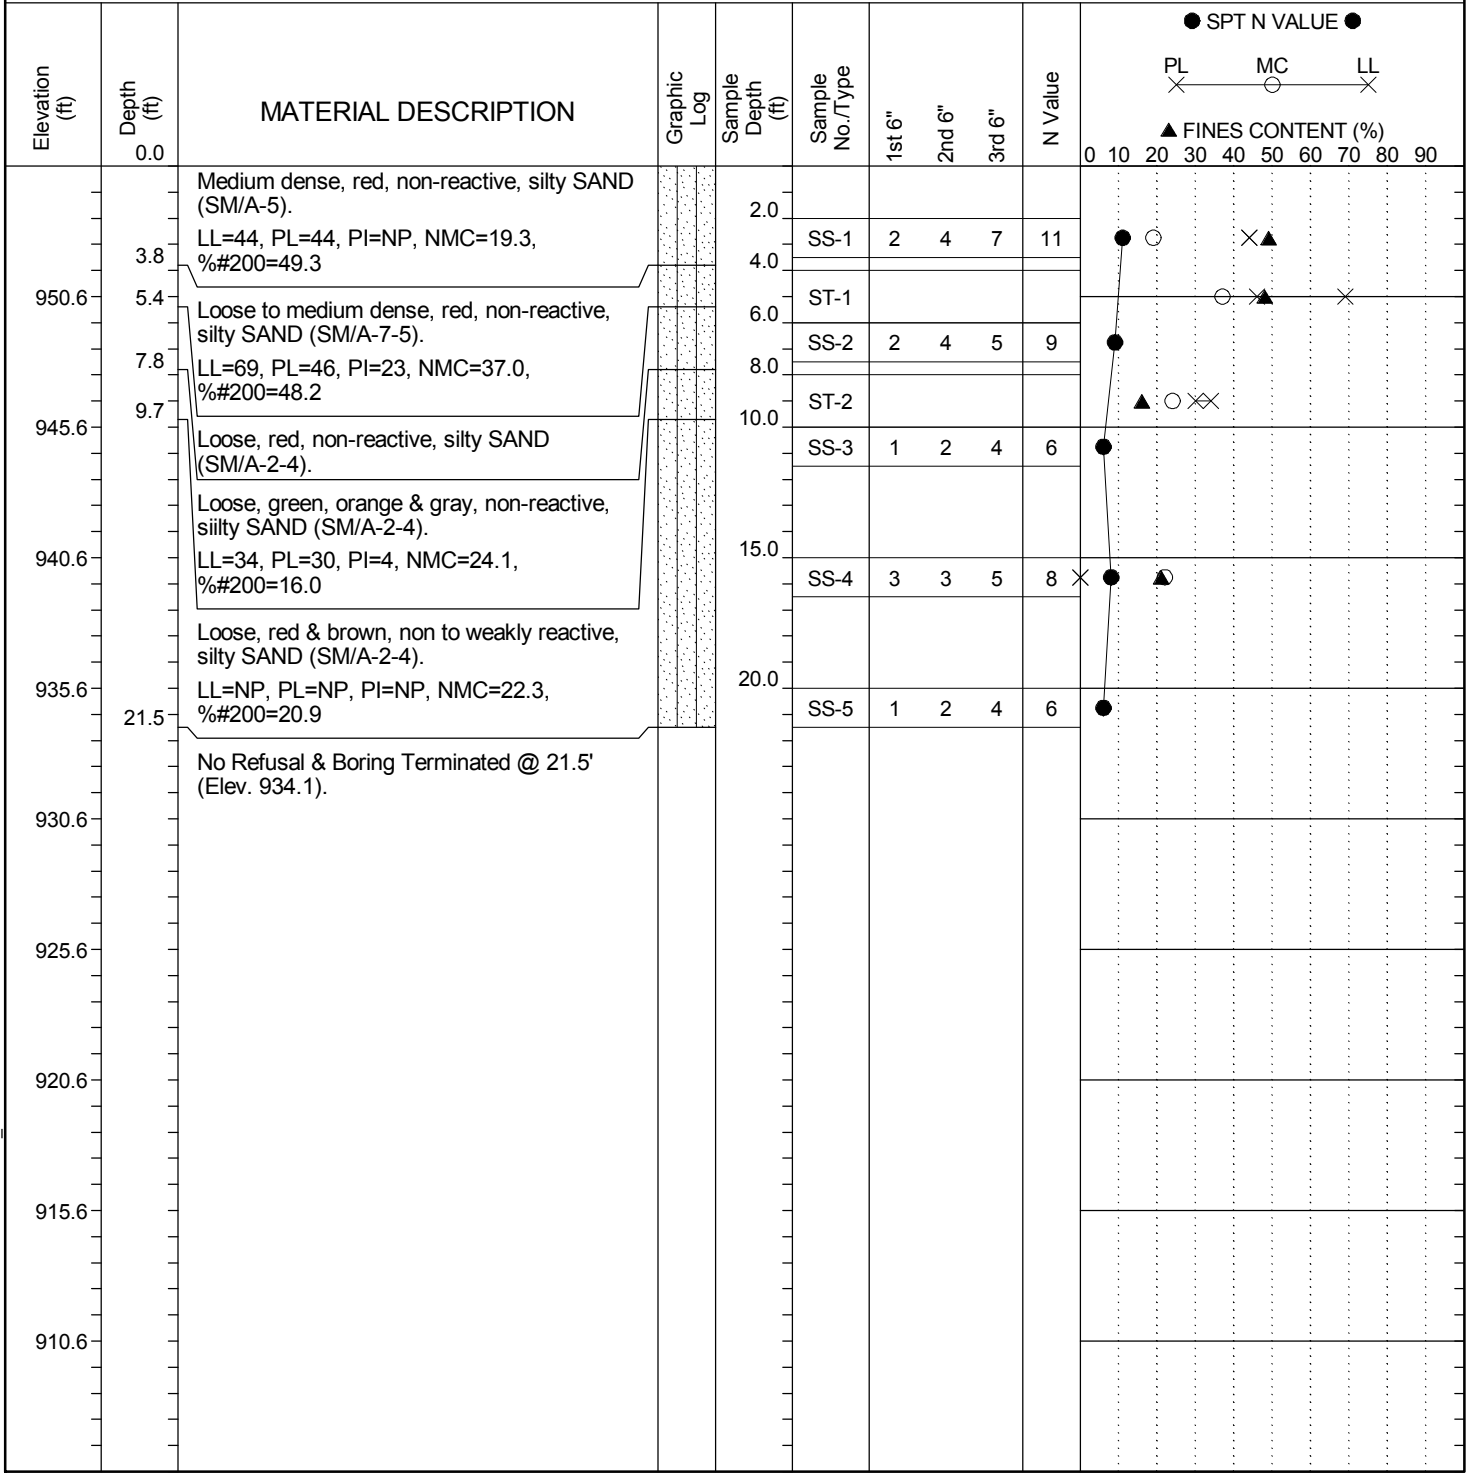 ● SPT N VALUE ●
PL MC LL
▲ FINES CONTENT (%)
0 10 20 30 40 50 60 70 80 90
Elevation (ft)
Depth (ft)
0.0
MATERIAL DESCRIPTION
Graphic Log
Sample Depth (ft)
Sample No./Type
1st 6"
2nd 6"
3rd 6"
N Value
Medium dense, red, non-reactive, silty SAND
(SM/A-5).
2.0
LL=44, PL=44, PI=NP, NMC=19.3,
SS-1 2 4 7 11
3.8
%#200=49.3
4.0
950.6
5.4
ST-1
Loose to medium dense, red, non-reactive,
6.0
silty SAND (SM/A-7-5).
SS-2 2 4 5 9
7.8
LL=69, PL=46, PI=23, NMC=37.0,
8.0
%#200=48.2
ST-2
9.7
10.0
945.6
Loose, red, non-reactive, silty SAND
SS-3 1 2 4 6
(SM/A-2-4).
Loose, green, orange & gray, non-reactive,
siilty SAND (SM/A-2-4).
15.0
940.6
LL=34, PL=30, PI=4, NMC=24.1,
SS-4 3 3 5 8
%#200=16.0
Loose, red & brown, non to weakly reactive,
silty SAND (SM/A-2-4).
20.0
935.6
LL=NP, PL=NP, PI=NP, NMC=22.3,
SS-5 1 2 4 6
21.5
%#200=20.9
No Refusal & Boring Terminated @ 21.5'
(Elev. 934.1).
930.6
925.6
920.6
915.6
910.6